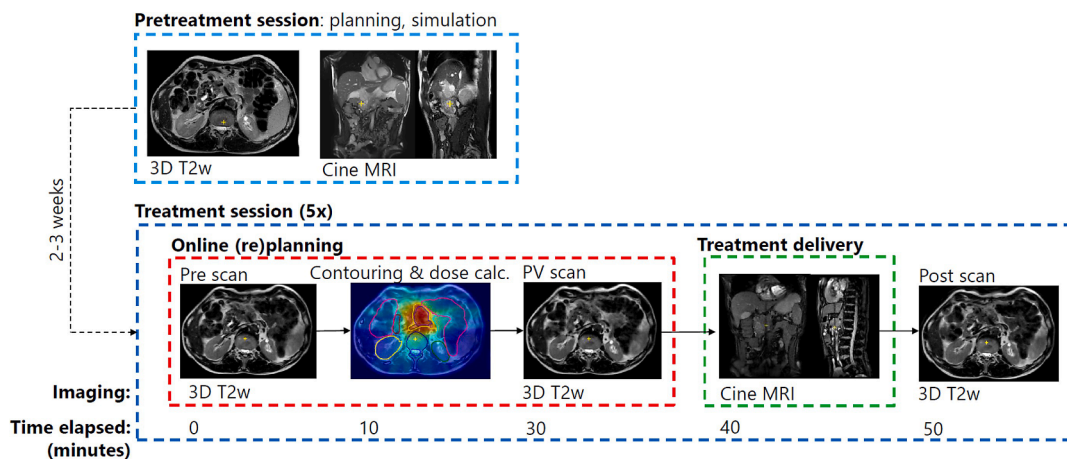 Pretreatment session: planning, simulation
3D T2w
Cine MRI
2-3 weeks
Treatment session (5x)
Online (re)planning
Treatment delivery
Pre scan
Contouring & dose calc.
PV scan
Post scan
Imaging:
3D T2w
3D T2w
Cine MRI
3D T2w
Time elapsed:
(minutes)
0
10
30
40
50